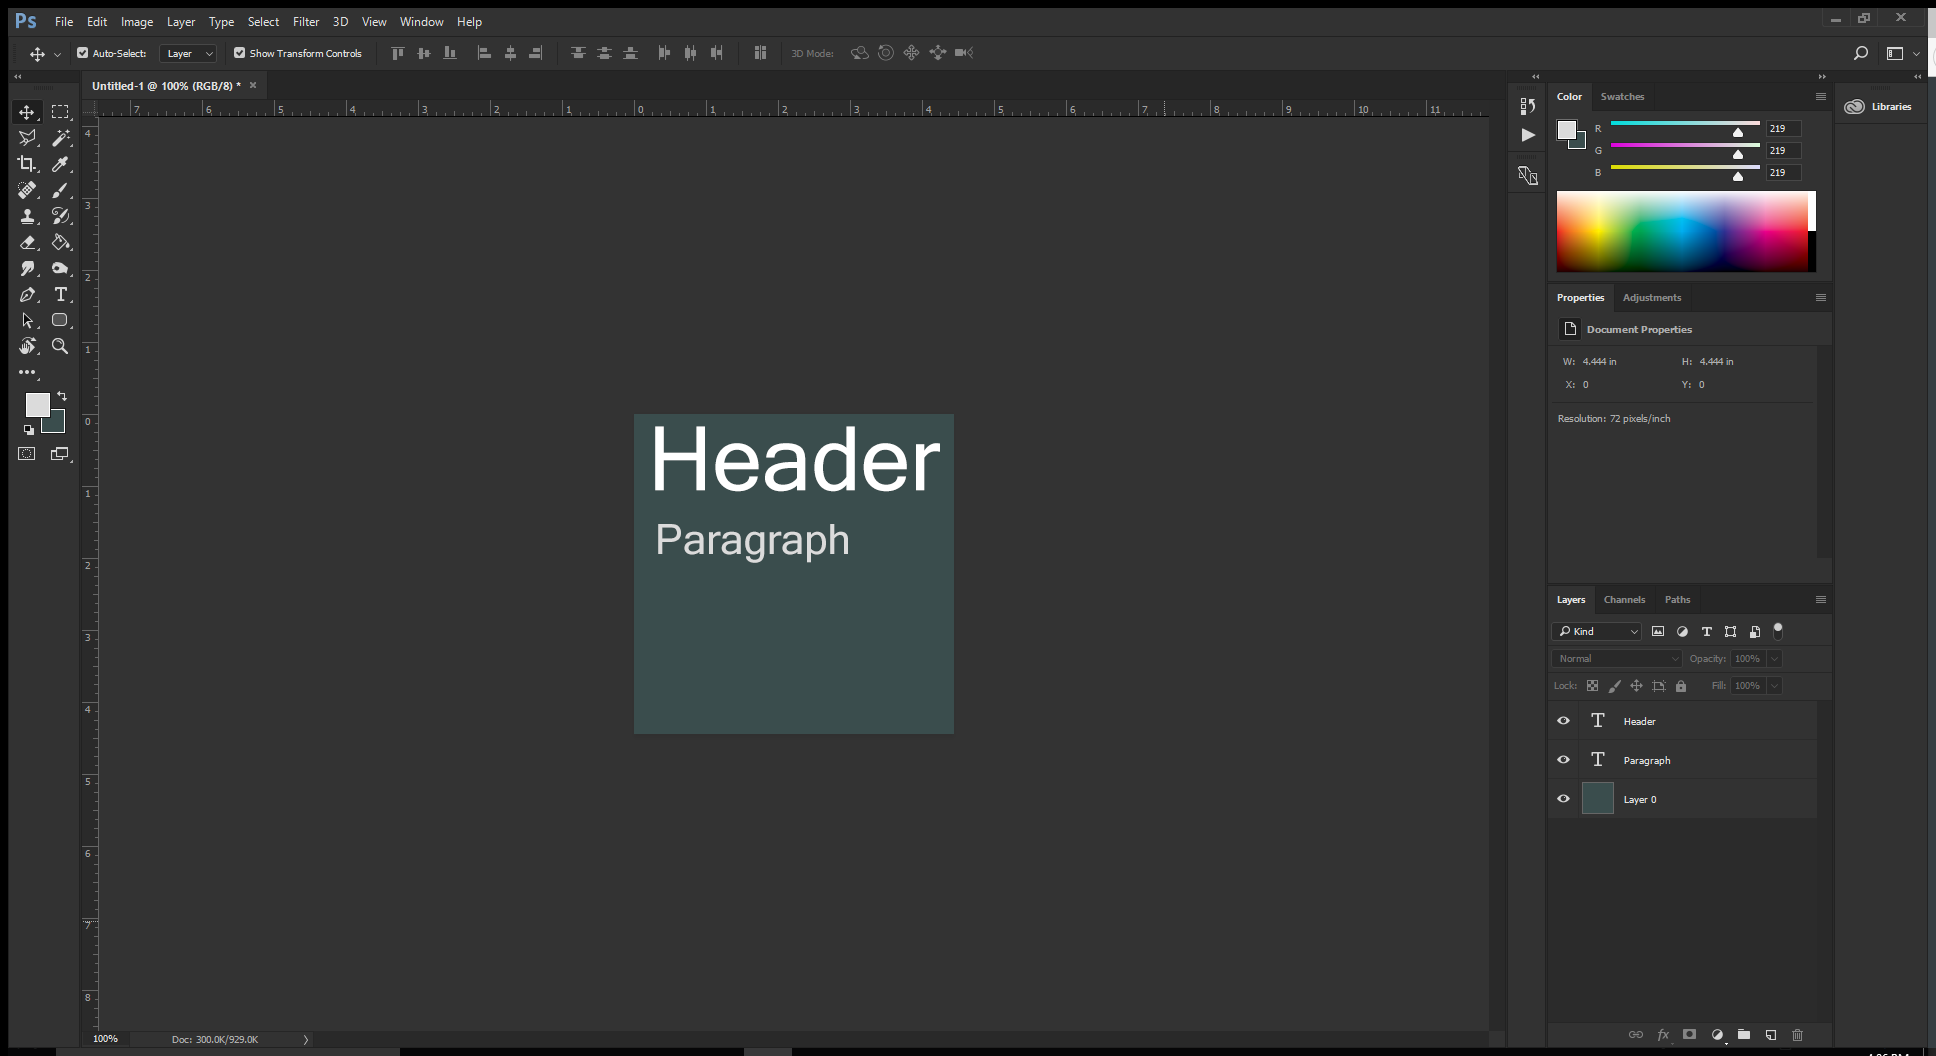 Ps File Edit Image Layer Type Select Filter 3D View Window Help
Auto-Select: Layer Show Transform Controls 3D Mode:
Untitled-1 @ 100% (RGB/8) *
7 6 5 4 3 2 1 0 1 2 3 4 5 6 7 8 9 10 11
4
3
2
1
0
1
2
3
4
5
6
7
8
Header
Paragraph
100% Doc: 300.0K/929.0K
Color Swatches
R 219
G 219
B 219
Libraries
Properties Adjustments
Document Properties
W: 4.444 in H: 4.444 in
X: 0 Y: 0
Resolution: 72 pixels/inch
Layers Channels Paths
Kind
Normal Opacity: 100%
Lock: Fill: 100%
Header
Paragraph
Layer 0
fx